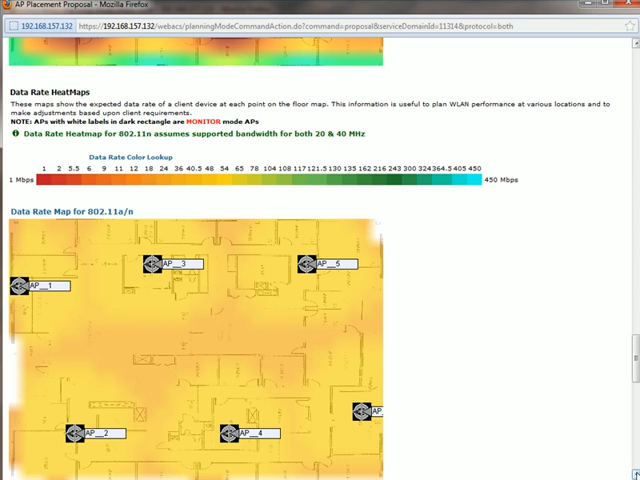 AP Placement Proposal - Mozilla Firefox
192.168.157.132 https://192.168.157.132/webacs/planningModeCommandAction.do?command=proposal&serviceDomainId=11314&protocol=both
Data Rate HeatMaps
These maps show the expected data rate of a client device at each point on the floor map. This information is useful to plan WLAN performance at various locations and to
make adjustments based upon client requirements.
NOTE: APs with white labels in dark rectangle are MONITOR mode APs
Data Rate Heatmap for 802.11n assumes supported bandwidth for both 20 & 40 MHz
Data Rate Color Lookup
1 2 5.5 6 9 11 12 18 24 36 40.5 48 54 65 78 104 108 117 121.5 130 135 162 216 243 300 324 364.5 405 450
1 Mbps 450 Mbps
Data Rate Map for 802.11a/n
AP__3
AP__5
AP__1
AP_
AP__2
AP__4